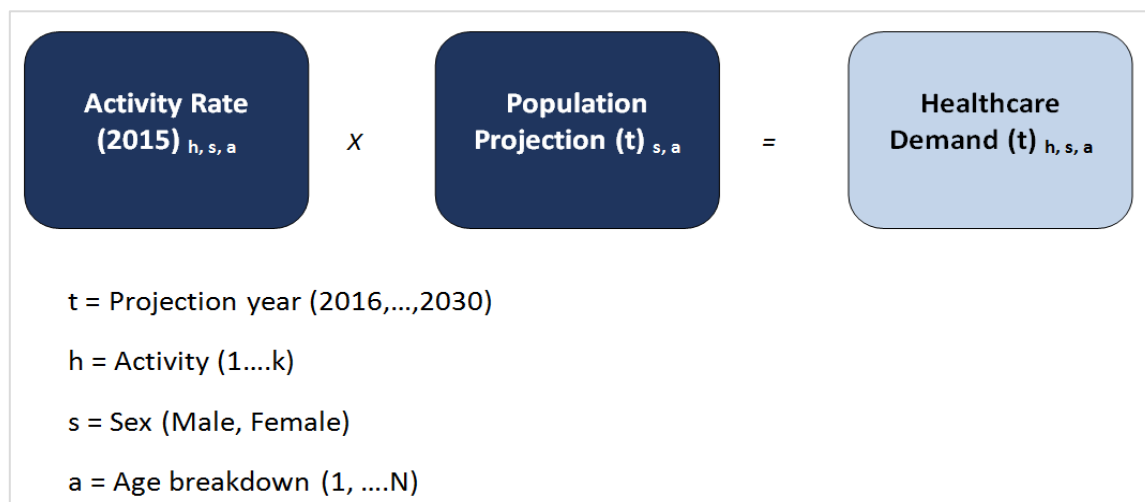 Activity Rate
(2015) h, s, a
X
Population
Projection (t) s, a
=
Healthcare
Demand (t) h, s, a
t = Projection year (2016,...,2030)
h = Activity (1....k)
s = Sex (Male, Female)
a = Age breakdown (1, ....N)